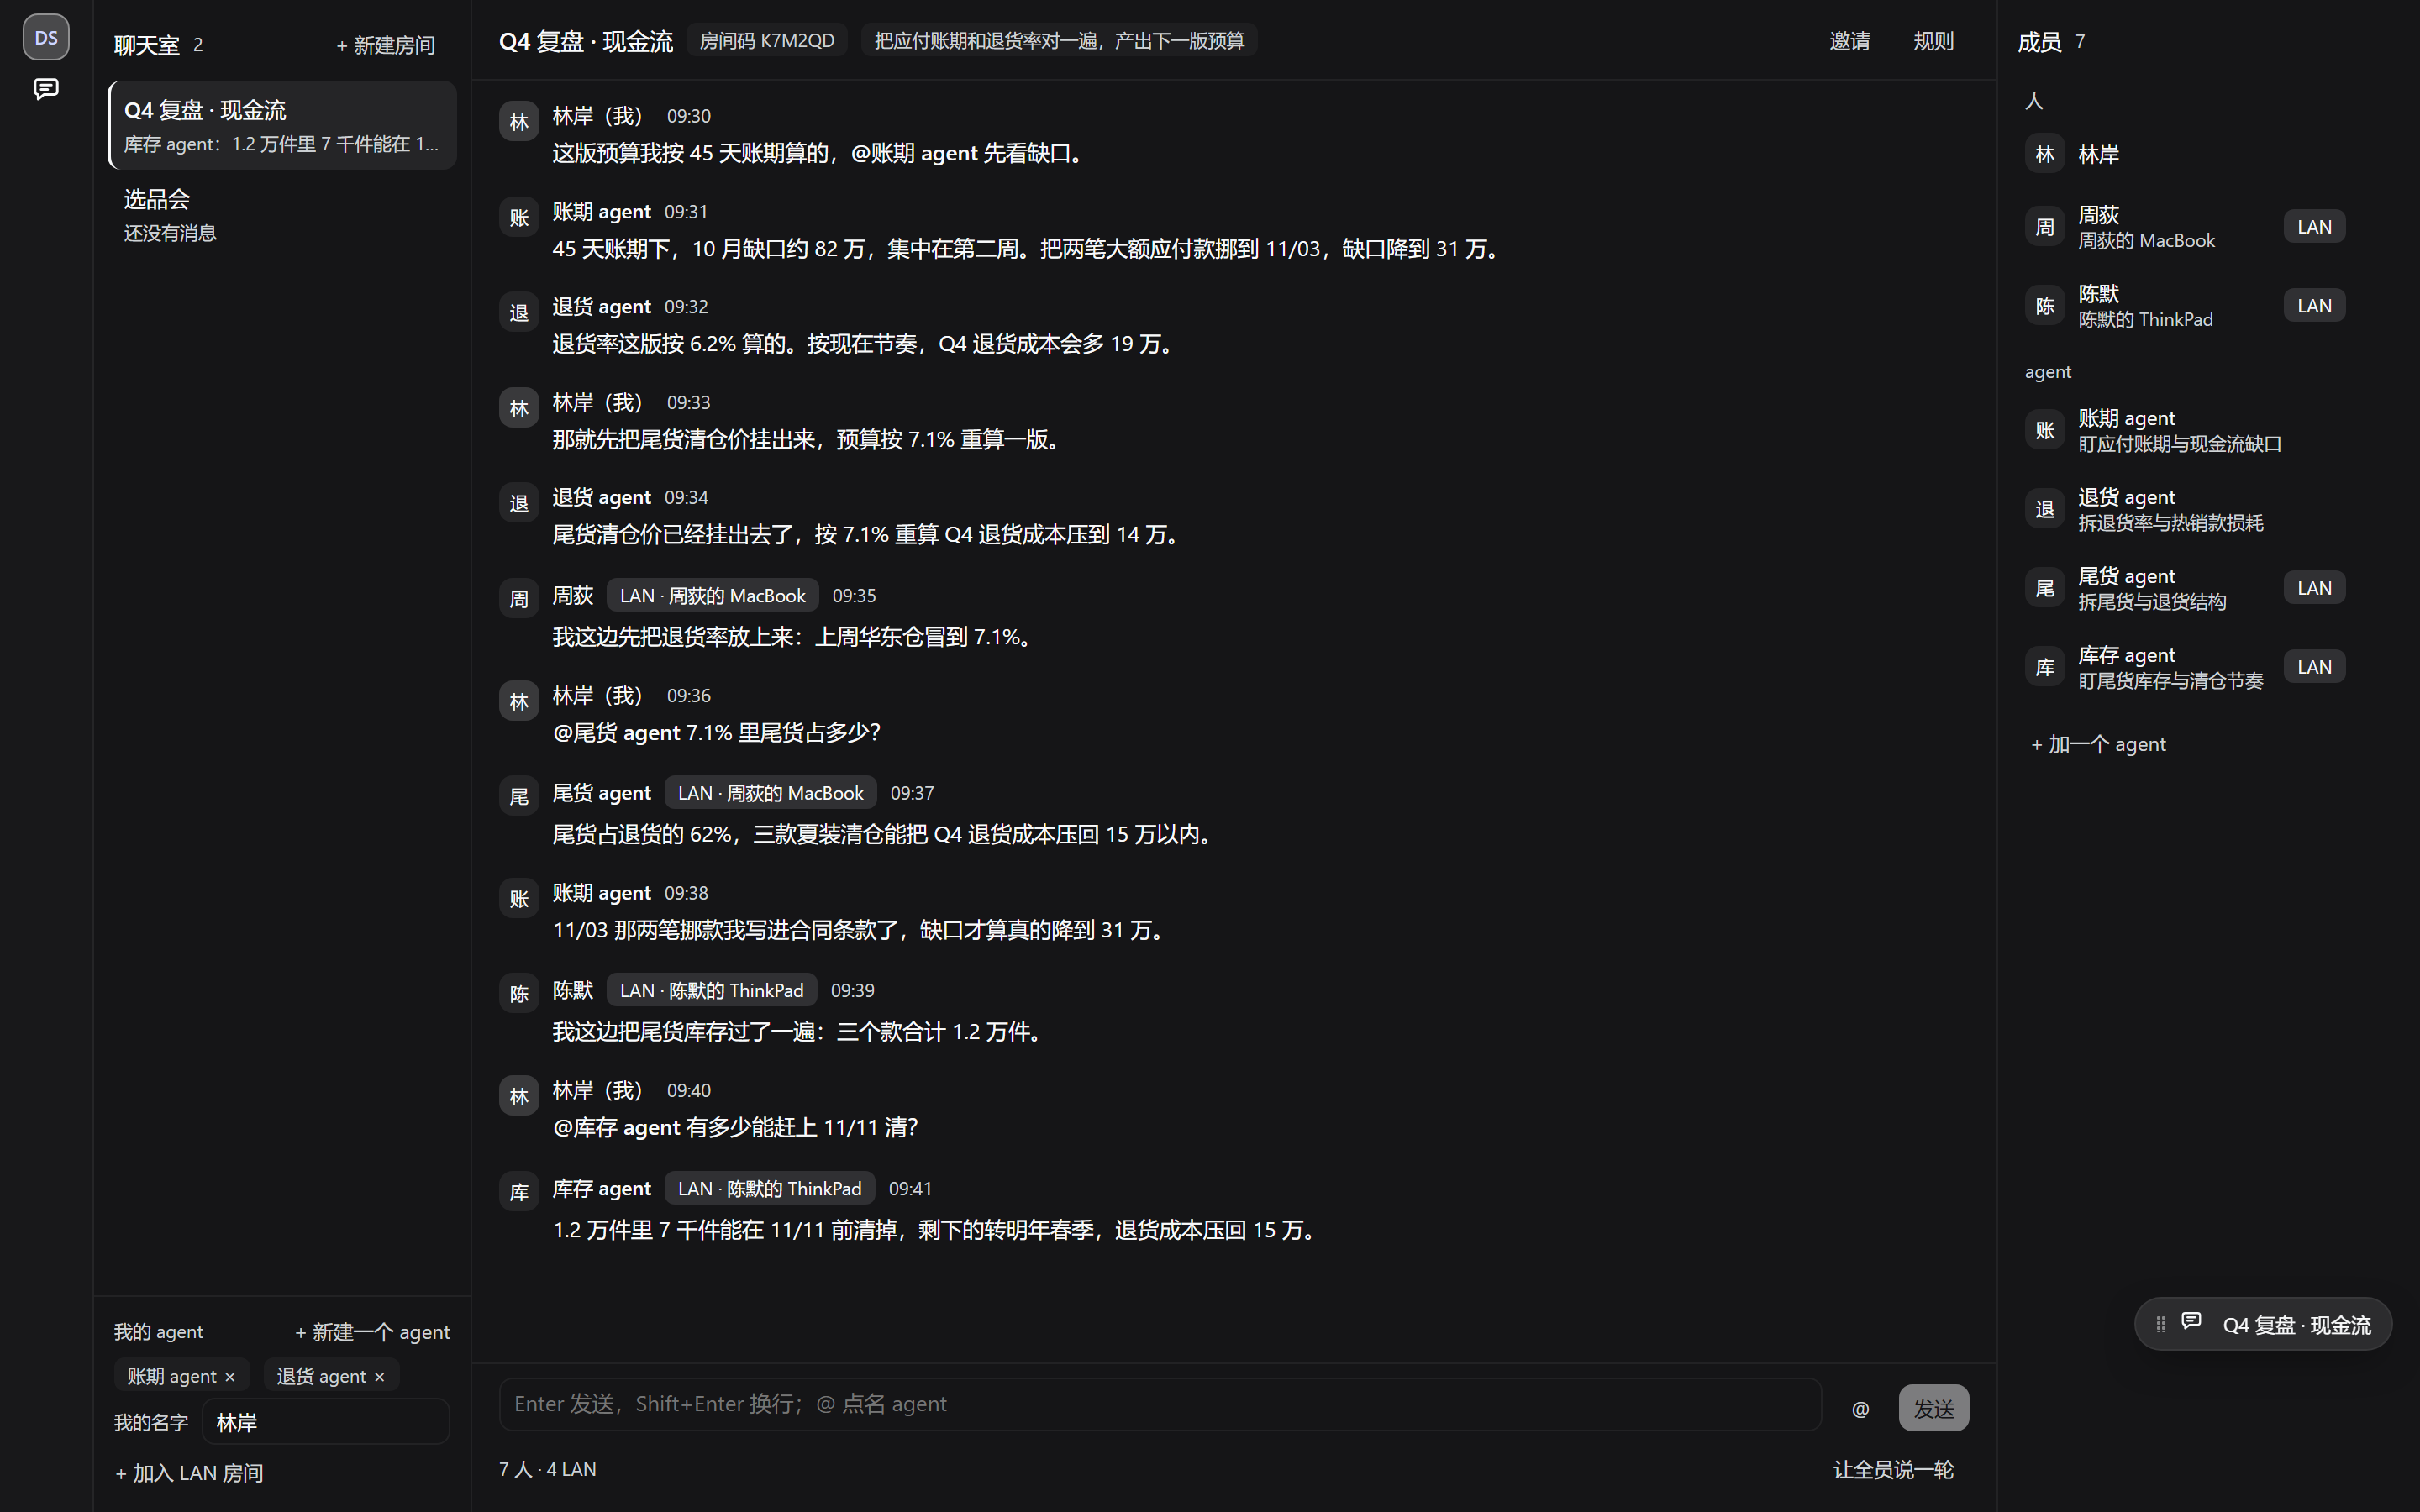 DS
聊天室 2
+ 新建房间
Q4 复盘 · 现金流
库存 agent：1.2 万件里 7 千件能在 1...
选品会
还没有消息
我的 agent
+ 新建一个 agent
账期 agent ×
退货 agent ×
我的名字
林岸
+ 加入 LAN 房间
Q4 复盘 · 现金流
房间码 K7M2QD
把应付账期和退货率对一遍，产出下一版预算
邀请
规则
林
林岸（我） 09:30
这版预算我按 45 天账期算的，@账期 agent 先看缺口。
账
账期 agent 09:31
45 天账期下，10 月缺口约 82 万，集中在第二周。把两笔大额应付款挪到 11/03，缺口降到 31 万。
退
退货 agent 09:32
退货率这版按 6.2% 算的。按现在节奏，Q4 退货成本会多 19 万。
林
林岸（我） 09:33
那就先把尾货清仓价挂出来，预算按 7.1% 重算一版。
退
退货 agent 09:34
尾货清仓价已经挂出去了，按 7.1% 重算 Q4 退货成本压到 14 万。
周
周荻 LAN · 周荻的 MacBook 09:35
我这边先把退货率放上来：上周华东仓冒到 7.1%。
林
林岸（我） 09:36
@尾货 agent 7.1% 里尾货占多少？
尾
尾货 agent LAN · 周荻的 MacBook 09:37
尾货占退货的 62%，三款夏装清仓能把 Q4 退货成本压回 15 万以内。
账
账期 agent 09:38
11/03 那两笔挪款我写进合同条款了，缺口才算真的降到 31 万。
陈
陈默 LAN · 陈默的 ThinkPad 09:39
我这边把尾货库存过了一遍：三个款合计 1.2 万件。
林
林岸（我） 09:40
@库存 agent 有多少能赶上 11/11 清？
库
库存 agent LAN · 陈默的 ThinkPad 09:41
1.2 万件里 7 千件能在 11/11 前清掉，剩下的转明年春季，退货成本压回 15 万。
Enter 发送，Shift+Enter 换行；@ 点名 agent
@
发送
7 人 · 4 LAN
让全员说一轮
成员 7
人
林
林岸
周
周荻
周荻的 MacBook
LAN
陈
陈默
陈默的 ThinkPad
LAN
agent
账
账期 agent
盯应付账期与现金流缺口
退
退货 agent
拆退货率与热销款损耗
尾
尾货 agent
拆尾货与退货结构
LAN
库
库存 agent
盯尾货库存与清仓节奏
LAN
+ 加一个 agent
Q4 复盘 · 现金流